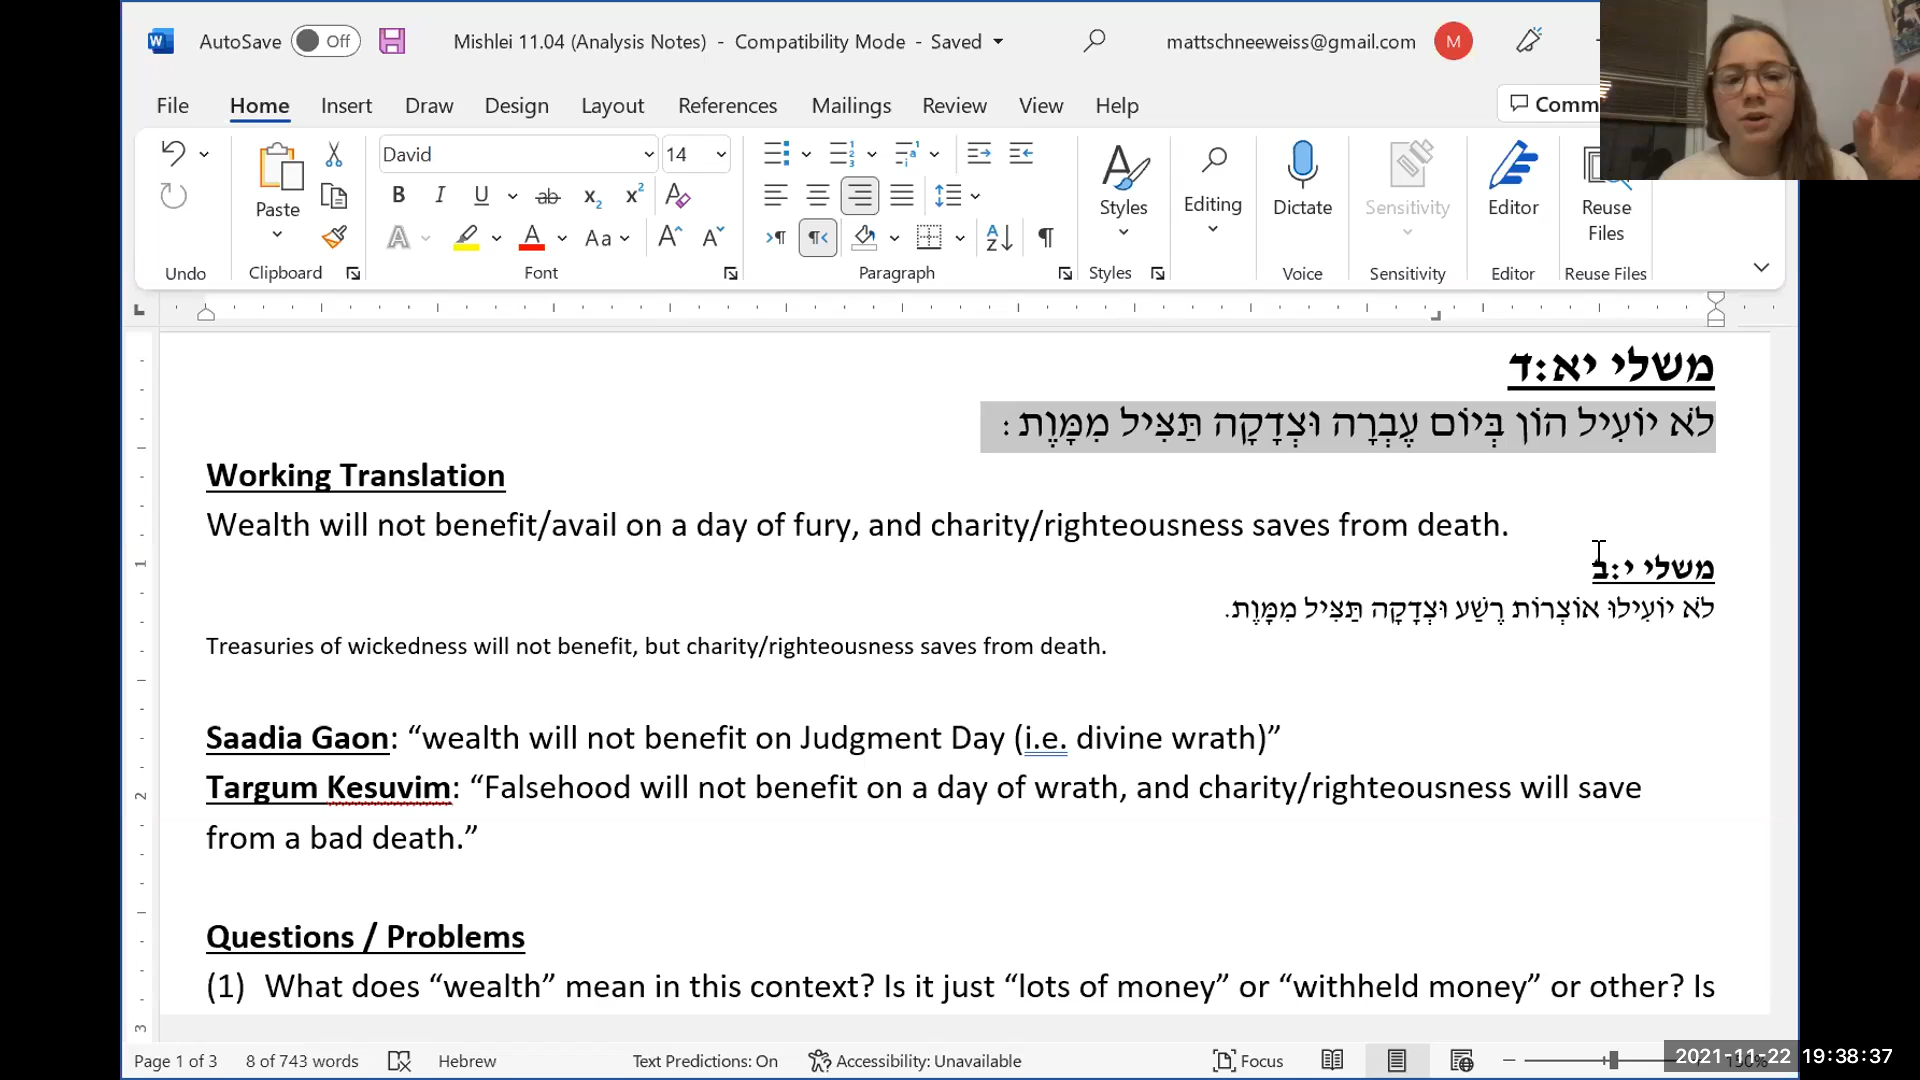 AutoSave Off Mishlei 11.04 (Analysis Notes) - Compatibility Mode - Saved mattschneeweiss@gmail.com M
File Home Insert Draw Design Layout References Mailings Review View Help Comm
David 14
Paste Styles Editing Dictate Sensitivity Editor Reuse Files
Undo Clipboard Font Paragraph Styles Voice Sensitivity Editor Reuse Files
משלי יא:ד
לֹא יוֹעִיל הוֹן בְּיוֹם עֶבְרָה וּצְדָקָה תַּצִּיל מִמָּוֶת :
Working Translation
Wealth will not benefit/avail on a day of fury, and charity/righteousness saves from death.
משלי י:ב
לֹא יוֹעִילוּ אוֹצְרוֹת רֶשַׁע וּצְדָקָה תַּצִּיל מִמָּוֶת.
Treasuries of wickedness will not benefit, but charity/righteousness saves from death.
Saadia Gaon: “wealth will not benefit on Judgment Day (i.e. divine wrath)”
Targum Kesuvim: “Falsehood will not benefit on a day of wrath, and charity/righteousness will save
from a bad death.”
Questions / Problems
(1) What does “wealth” mean in this context? Is it just “lots of money” or “withheld money” or other? Is
Page 1 of 3 8 of 743 words Hebrew Text Predictions: On Accessibility: Unavailable Focus
2021-11-22 19:38:37